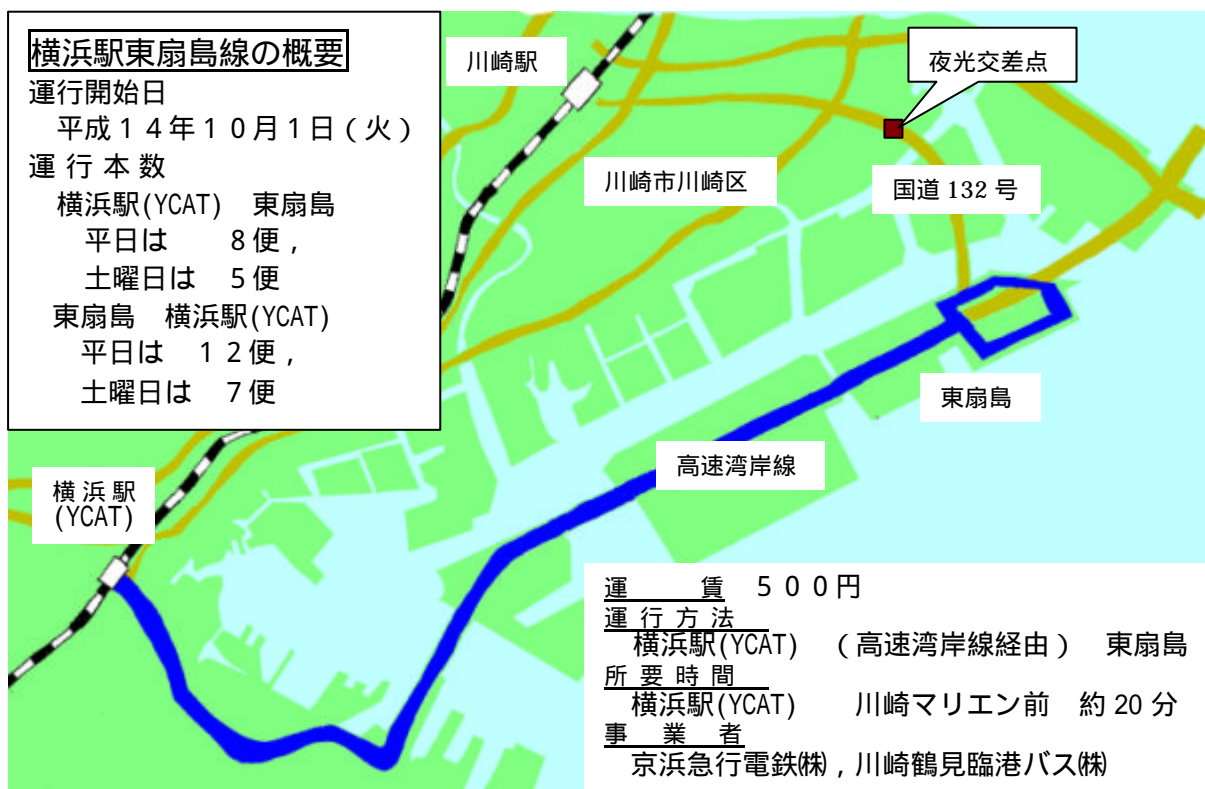 横浜駅東扇島線の概要
運行開始日
平成１４年１０月１日（火）
運 行 本 数
横浜駅(YCAT)　東扇島
平日は　　８便，
土曜日は　５便
東扇島　横浜駅(YCAT)
平日は　１２便，
土曜日は　７便
川崎駅
夜光交差点
川崎市川崎区
国道 132 号
東扇島
高速湾岸線
横 浜 駅
(YCAT)
運　　賃　５００円
運 行 方 法
横浜駅(YCAT)　（高速湾岸線経由）　東扇島
所 要 時 間
横浜駅(YCAT)　　川崎マリエン前　約 20 分
事　業　者
京浜急行電鉄㈱，川崎鶴見臨港バス㈱